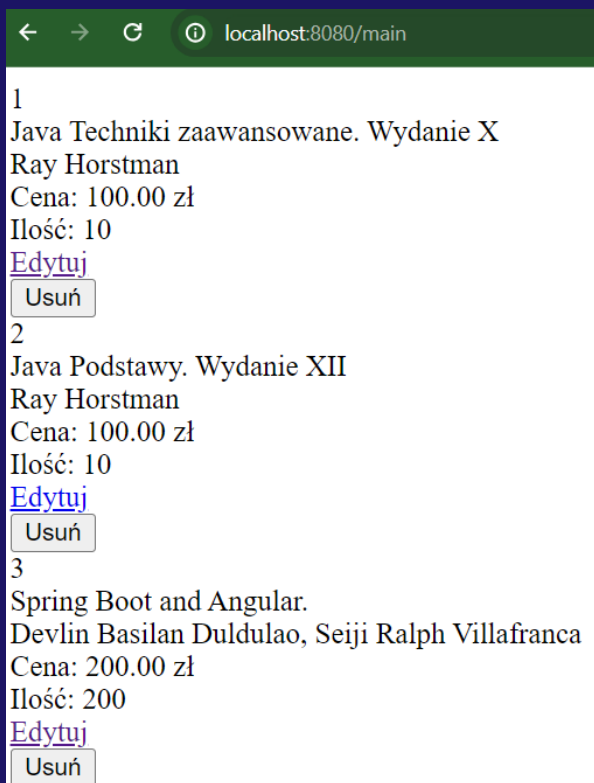 localhost:8080/main
1
Java Techniki zaawansowane. Wydanie X
Ray Horstman
Cena: 100.00 zł
Ilość: 10
Edytuj
Usuń
2
Java Podstawy. Wydanie XII
Ray Horstman
Cena: 100.00 zł
Ilość: 10
Edytuj
Usuń
3
Spring Boot and Angular.
Devlin Basilan Duldulao, Seiji Ralph Villafranca
Cena: 200.00 zł
Ilość: 200
Edytuj
Usuń